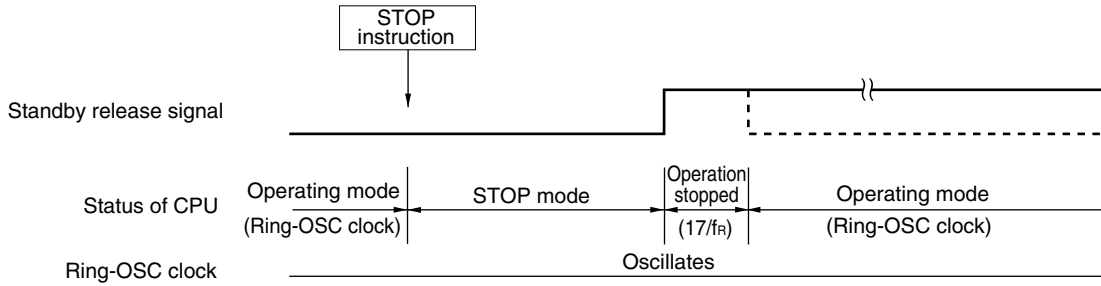 STOP
instruction
Standby release signal
Status of CPU
Operating mode
(Ring-OSC clock)
STOP mode
Operation
stopped
(17/fR)
Operating mode
(Ring-OSC clock)
Ring-OSC clock
Oscillates